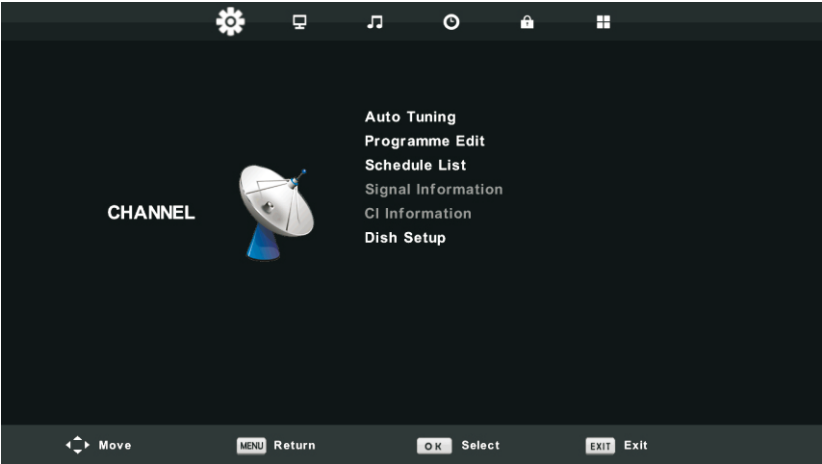 Auto Tuning
Programme Edit
Schedule List
Signal Information
CHANNEL
CI Information
Dish Setup
Move
MENU Return
OK Select
EXIT Exit